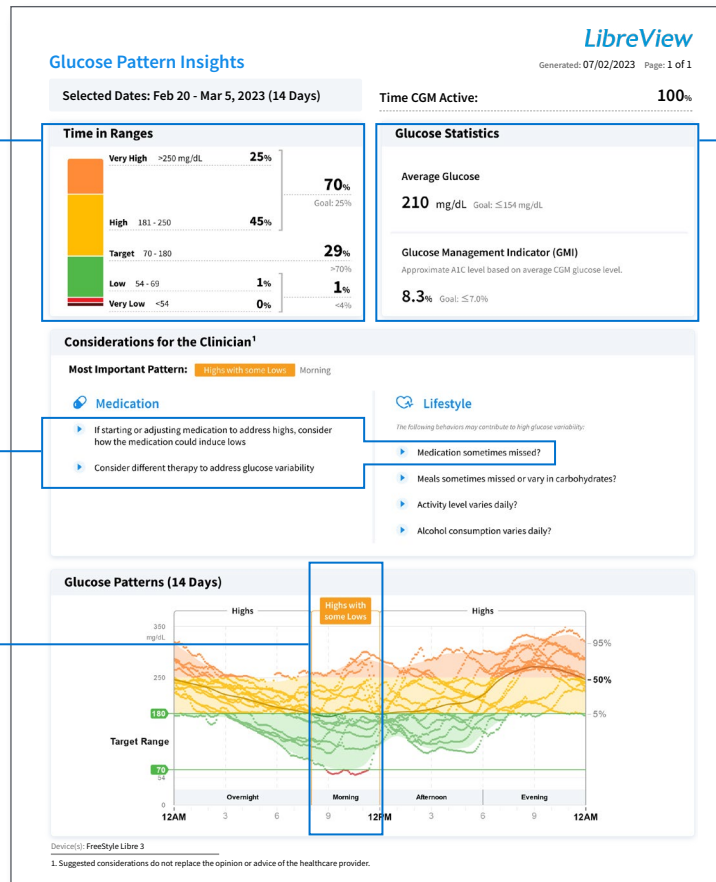 LibreView
Glucose Pattern Insights
Generated: 07/02/2023 Page: 1 of 1
Selected Dates: Feb 20 - Mar 5, 2023 (14 Days)
Time CGM Active: 100%
Time in Ranges
Very High >250 mg/dL 25%
70%
Goal: 25%
High 181 - 250 45%
Target 70 - 180 29%
>70%
Low 54 - 69 1%
1%
Very Low <54 0%
<4%
Glucose Statistics
Average Glucose
210 mg/dL Goal: ≤154 mg/dL
Glucose Management Indicator (GMI)
Approximate A1C level based on average CGM glucose level.
8.3% Goal: ≤7.0%
Considerations for the Clinician¹
Most Important Pattern: Highs with some Lows Morning
Medication
If starting or adjusting medication to address highs, consider
how the medication could induce lows
Consider different therapy to address glucose variability
Lifestyle
The following behaviors may contribute to high glucose variability:
Medication sometimes missed?
Meals sometimes missed or vary in carbohydrates?
Activity level varies daily?
Alcohol consumption varies daily?
Glucose Patterns (14 Days)
Highs
Highs with
some Lows
Highs
350
mg/dL
95%
250
50%
180
5%
Target Range
70
54
Overnight Morning Afternoon Evening
0
12AM 3 6 9 12PM 3 6 9 12AM
Device(s): FreeStyle Libre 3
1. Suggested considerations do not replace the opinion or advice of the healthcare provider.